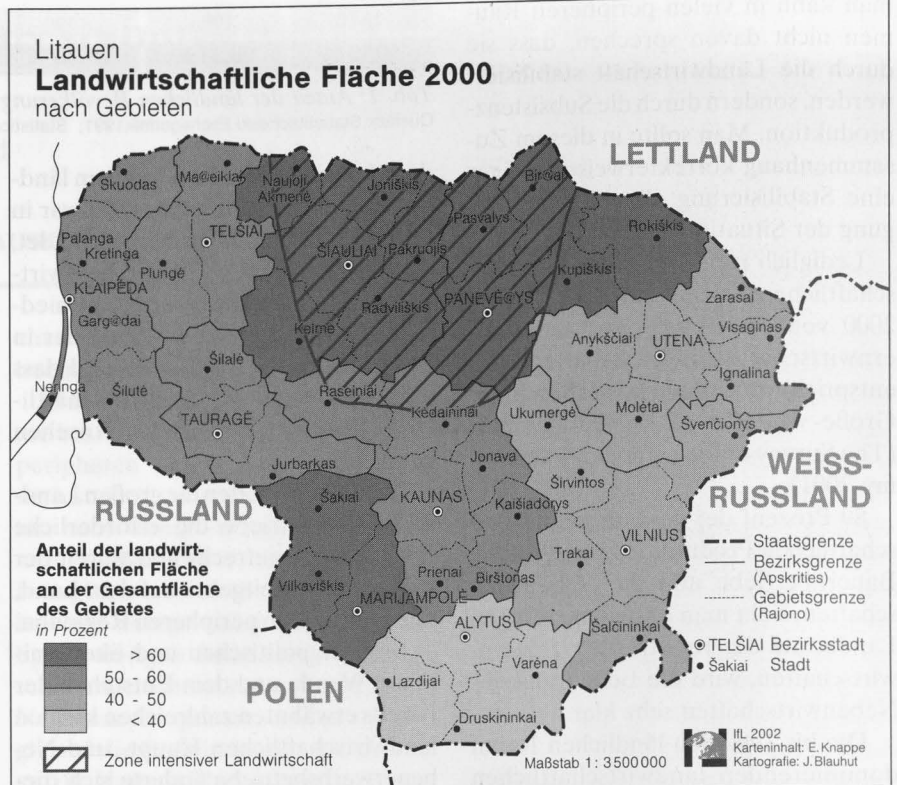 Litauen
Landwirtschaftliche Fläche 2000
nach Gebieten
LETTLAND
Skuodas
Ma@eikiai
Naujoji
Akmenė
Joniškis
Bir@ai
Pasvalys
Rokiškis
TELŠIAI
ŠIAULIAI
Pakruojis
Palanga
Kretinga
Plungė
Kupiškis
KLAIPĖDA
Radviliškis
PANEVĖ@YS
Zarasai
Garg@dai
Kelmė
Visaginas
Anykščiai
UTENA
Šilalė
Ignalina
Neringa
Šilutė
Raseiniai
Kėdaininai
Ukumergė
Molėtai
TAURAGĖ
Švenčionys
Jonava
Jurbarkas
Širvintos
WEISS-
RUSSLAND
RUSSLAND
Šakiai
KAUNAS
Kaišiadorys
VILNIUS
Trakai
Vilkaviškis
Prienai
Birštonas
MARIJAMPOLĖ
ALYTUS
Šalčininkai
Varėna
Lazdijai
POLEN
Druskininkai
Anteil der landwirt-
schaftlichen Fläche
an der Gesamtfläche
des Gebietes
in Prozent
> 60
50 - 60
40 - 50
< 40
Zone intensiver Landwirtschaft
Staatsgrenze
Bezirksgrenze
(Apskrities)
Gebietsgrenze
(Rajono)
TELŠIAI Bezirksstadt
Šakiai Stadt
Maßstab 1 : 3 500 000
IfL 2002
Karteninhalt: E. Knappe
Kartografie: J. Blauhut